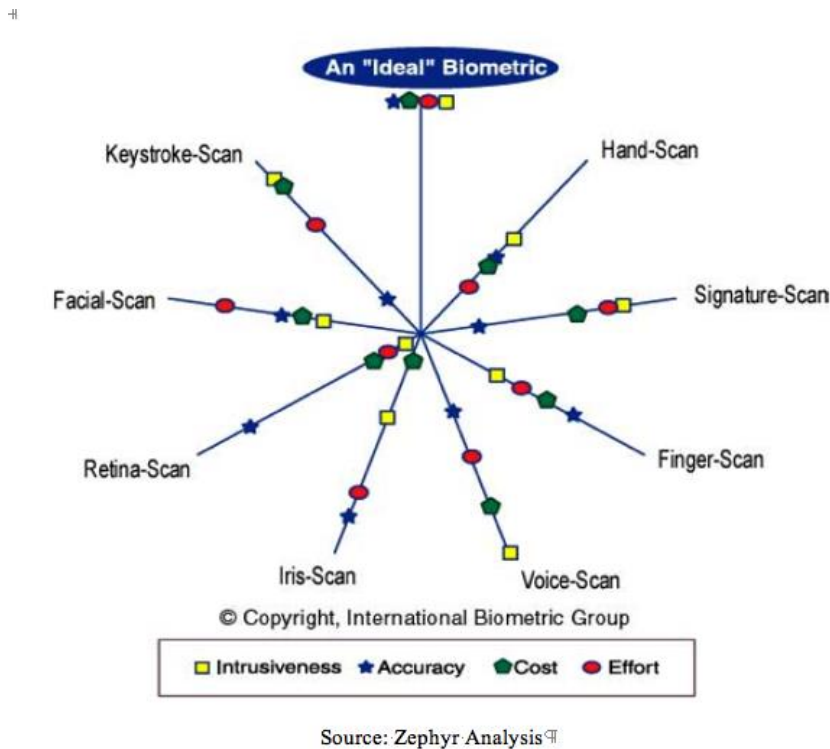 An "Ideal" Biometric
Keystroke-Scan
Hand-Scan
Facial-Scan
Signature-Scan
Retina-Scan
Finger-Scan
Iris-Scan
Voice-Scan
© Copyright, International Biometric Group
Intrusiveness Accuracy Cost Effort
Source: Zephyr Analysis